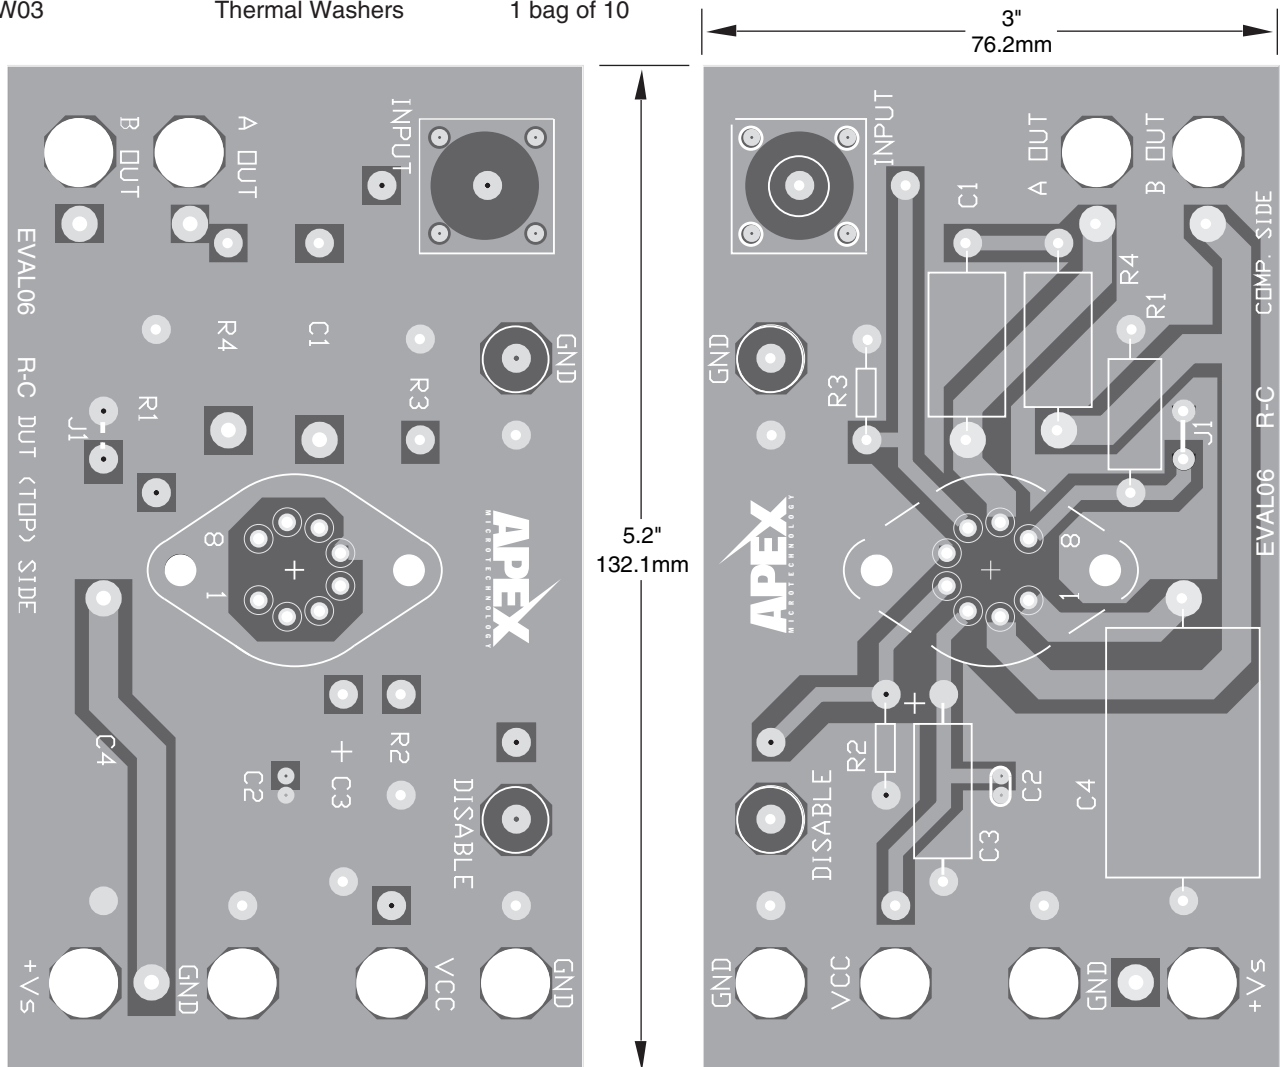 W03 Thermal Washers 1 bag of 10
3"
76.2mm
5.2"
132.1mm
B OUT
A OUT
INPUT
EVAL06 R-C DUT (TOP) SIDE
R4
C1
GND
R3
R1
J1
8
1
APEX
MICROTECHNOLOGY
C4
C2
+
C3
R2
DISABLE
+Vs
GND
VCC
GND
INPUT
A OUT
B OUT
C1
R4
R1
COMP. SIDE
GND
R3
J1
R-C
EVAL06
APEX
MICROTECHNOLOGY
8
1
+
R2
C2
C4
DISABLE
C3
GND
VCC
GND
+Vs